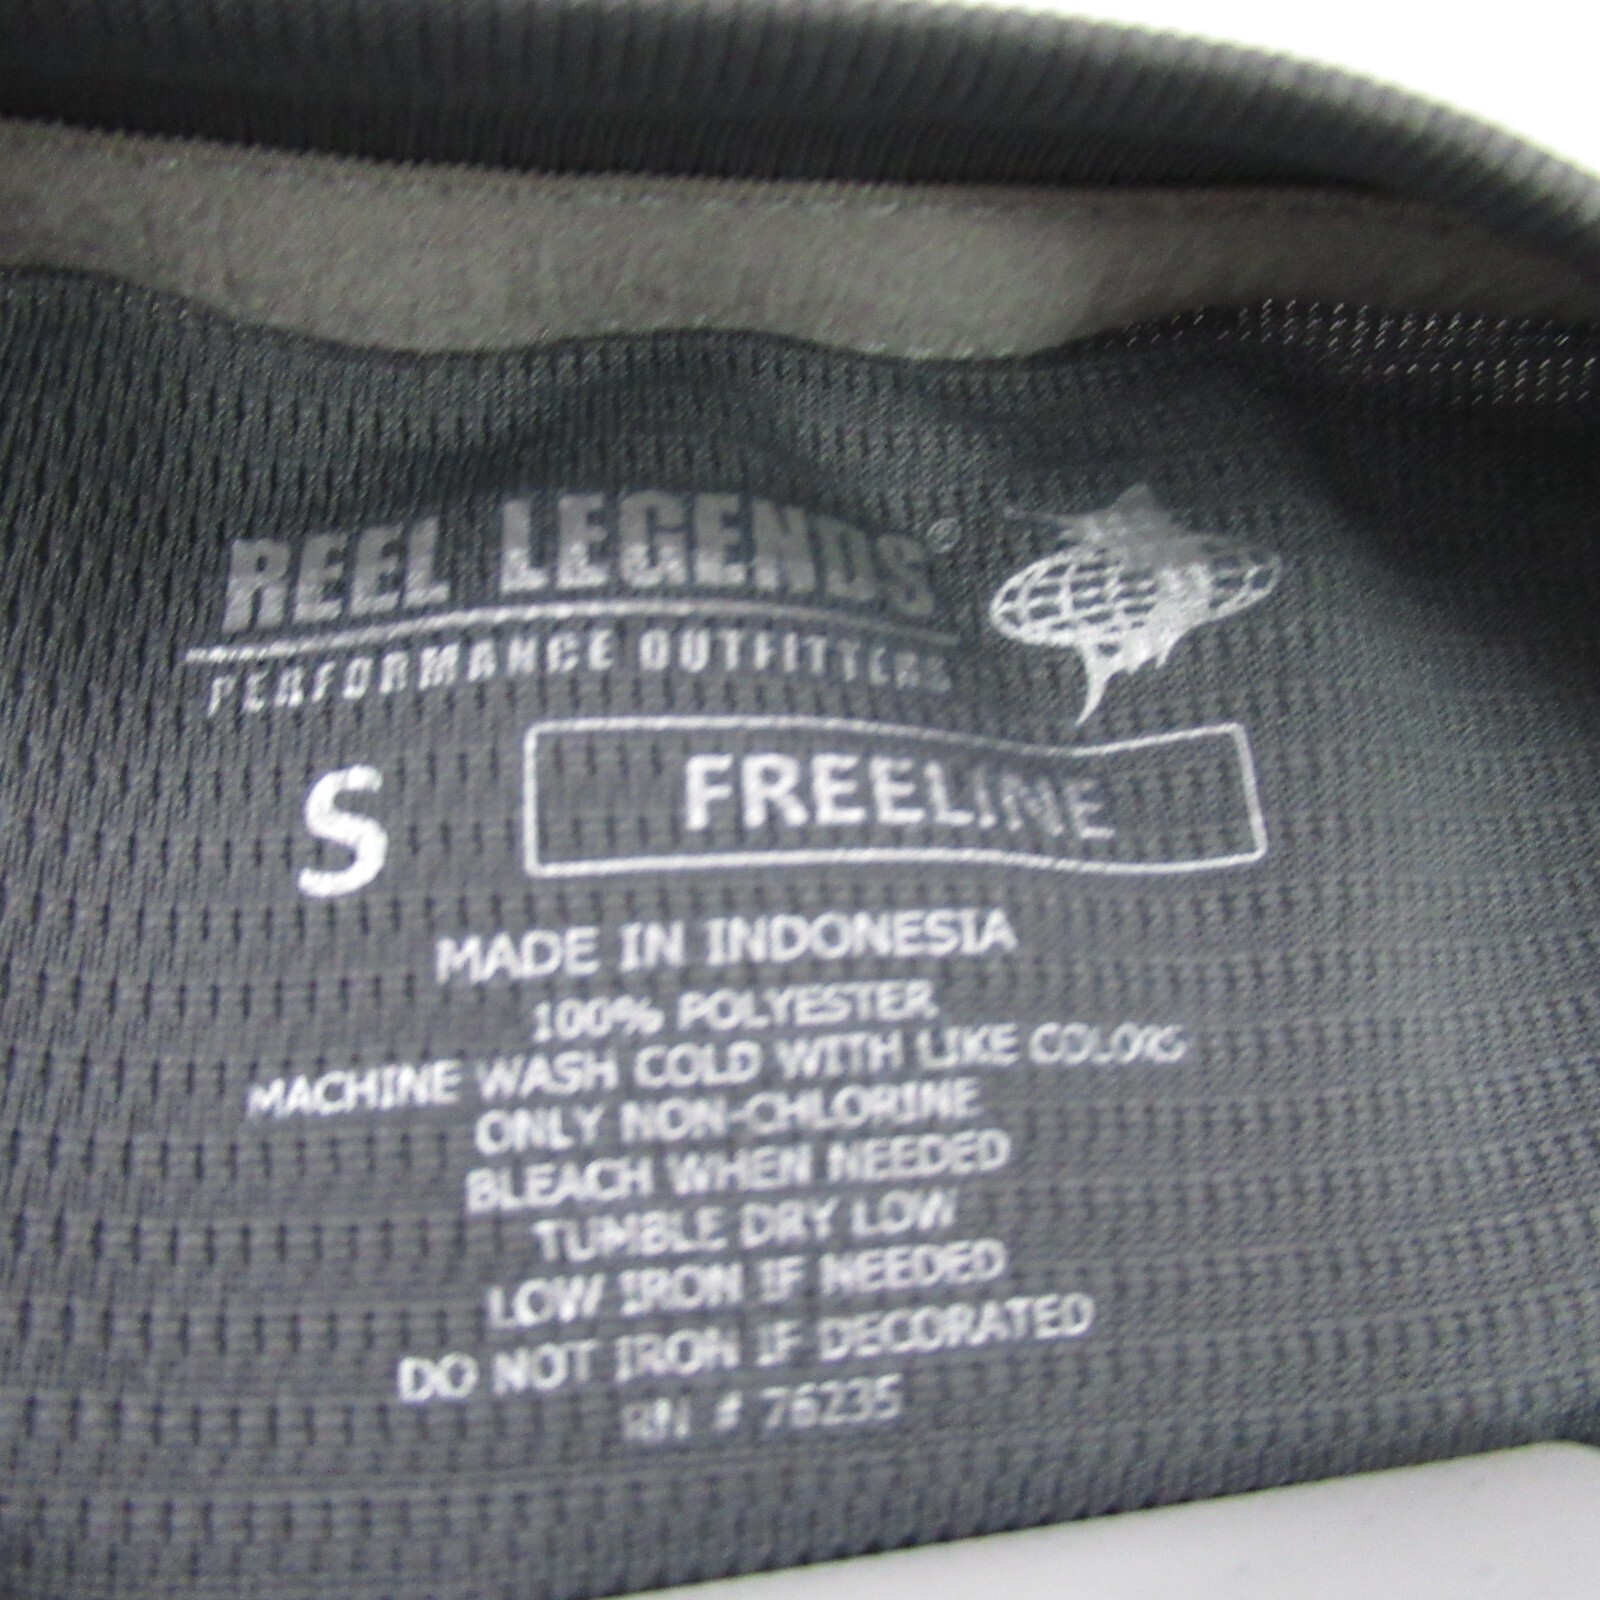 REEL LEGENDS®
PERFORMANCE OUTFITTERS
S FREELINE
MADE IN INDONESIA
100% POLYESTER
MACHINE WASH COLD WITH LIKE COLORS
ONLY NON-CHLORINE
BLEACH WHEN NEEDED
TUMBLE DRY LOW
LOW IRON IF NEEDED
DO NOT IRON IF DECORATED
RN # 76235